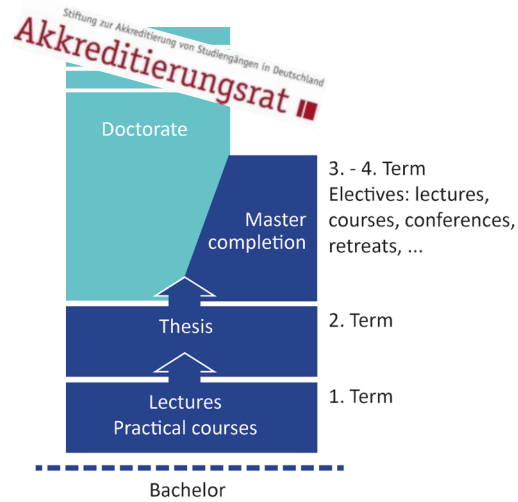 Stiftung zur Akkreditierung von Studiengängen in Deutschland
Akkreditierungsrat
Doctorate
Master
completion
3. - 4. Term
Electives: lectures,
courses, conferences,
retreats, ...
Thesis
2. Term
Lectures
Practical courses
1. Term
Bachelor